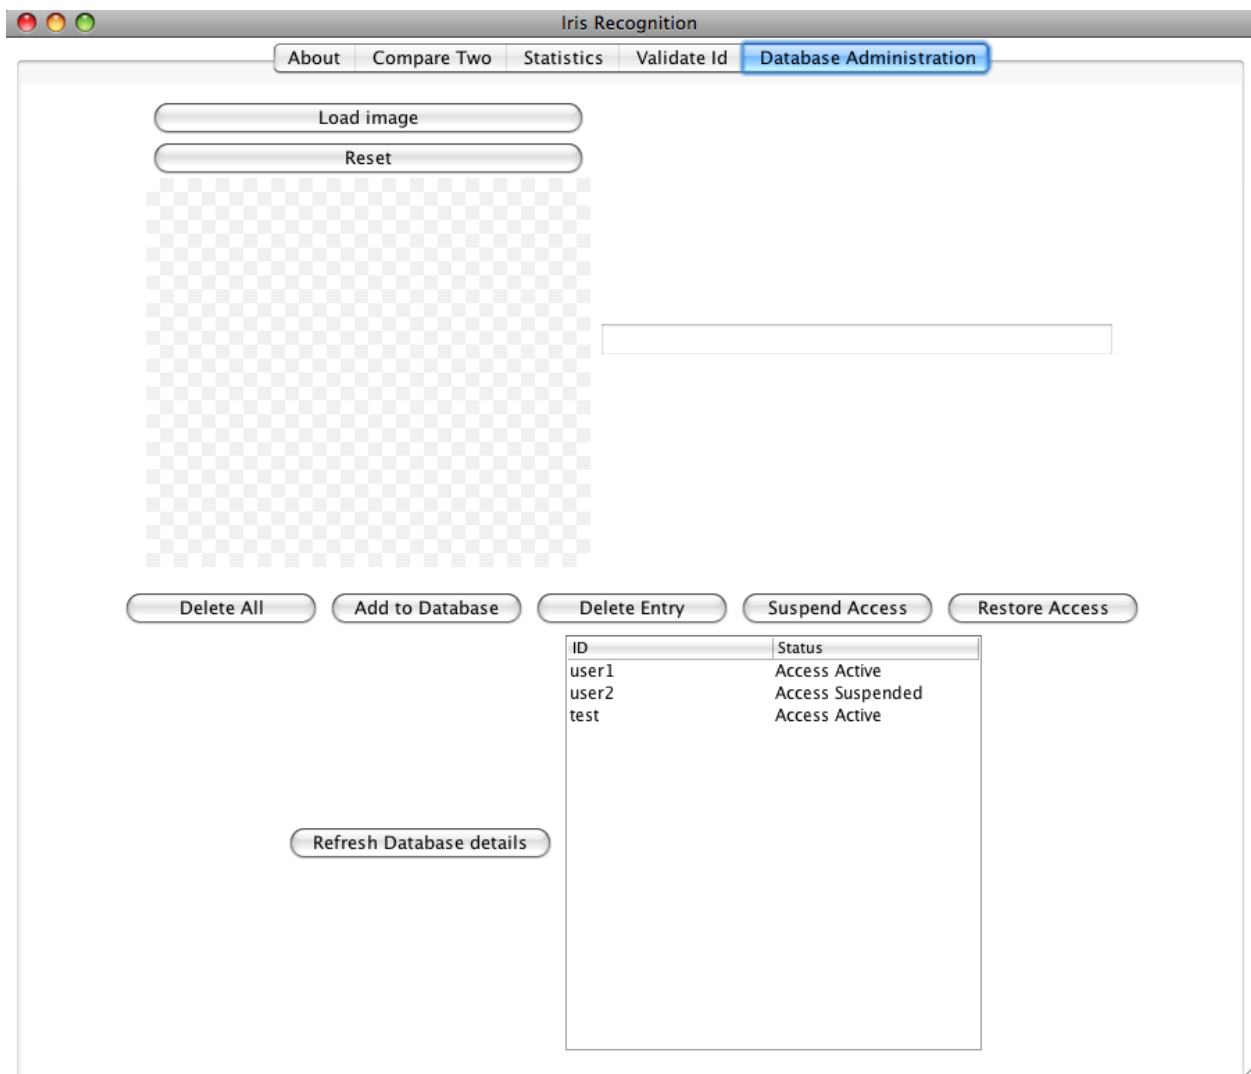 Iris Recognition
About Compare Two Statistics Validate Id Database Administration
Load image
Reset
Delete All Add to Database Delete Entry Suspend Access Restore Access
ID Status
user1 Access Active
user2 Access Suspended
test Access Active
Refresh Database details